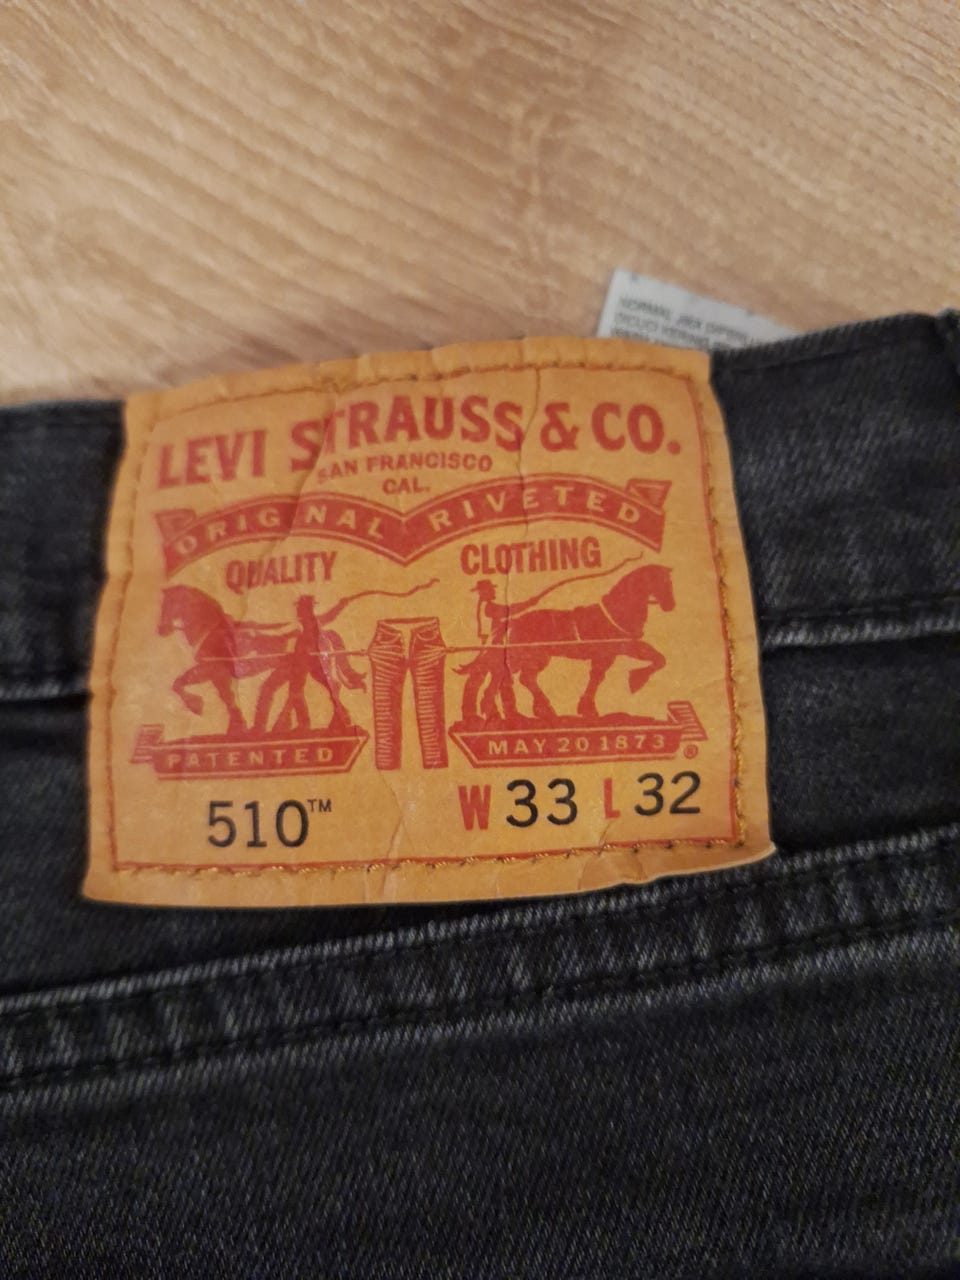 LEVI STRAUSS & CO.
SAN FRANCISCO
CAL.
ORIGINAL RIVETED
QUALITY CLOTHING
PATENTED MAY 20 1873 ®
510™ W 33 L 32